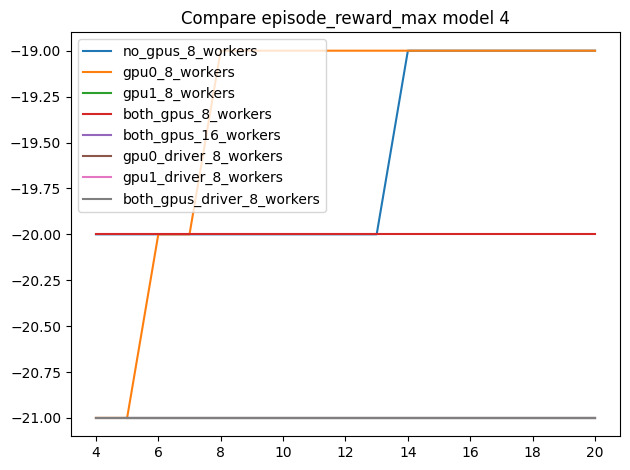 Compare episode_reward_max model 4
−19.00
−19.25
−19.50
−19.75
−20.00
−20.25
−20.50
−20.75
−21.00
no_gpus_8_workers
gpu0_8_workers
gpu1_8_workers
both_gpus_8_workers
both_gpus_16_workers
gpu0_driver_8_workers
gpu1_driver_8_workers
both_gpus_driver_8_workers
4 6 8 10 12 14 16 18 20